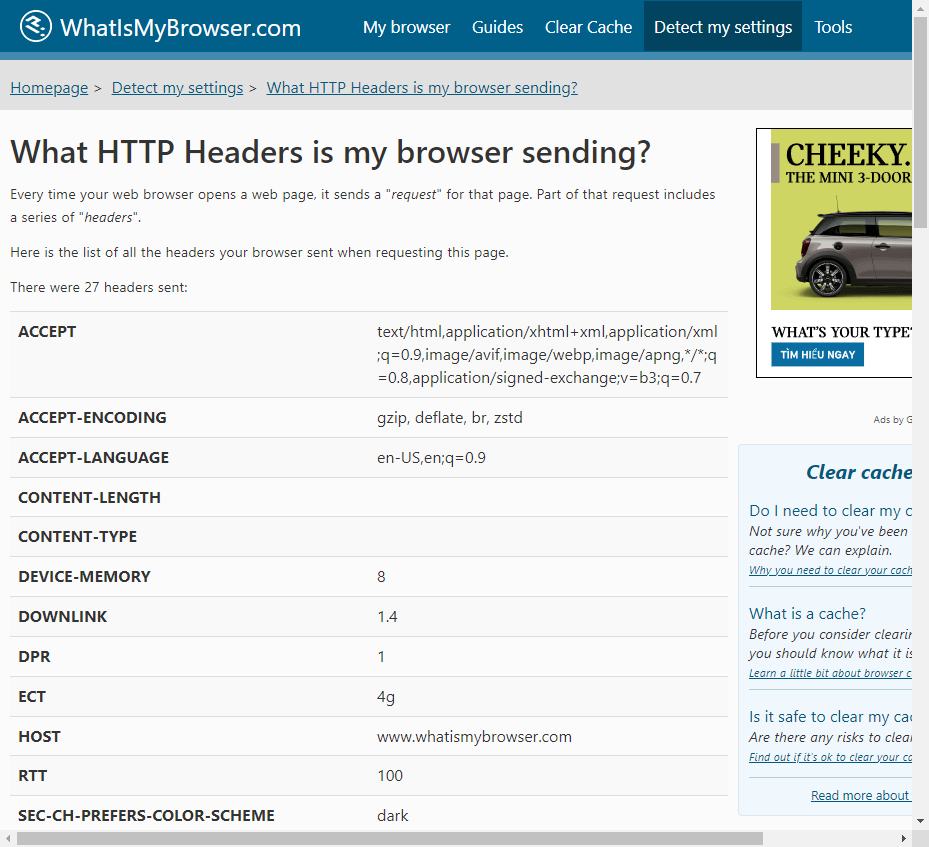 WhatIsMyBrowser.com
My browser Guides Clear Cache Detect my settings Tools
Homepage > Detect my settings > What HTTP Headers is my browser sending?
What HTTP Headers is my browser sending?
Every time your web browser opens a web page, it sends a "request" for that page. Part of that request includes
a series of "headers".
Here is the list of all the headers your browser sent when requesting this page.
There were 27 headers sent:
ACCEPT text/html,application/xhtml+xml,application/xml
;q=0.9,image/avif,image/webp,image/apng,*/*;q
=0.8,application/signed-exchange;v=b3;q=0.7
ACCEPT-ENCODING gzip, deflate, br, zstd
ACCEPT-LANGUAGE en-US,en;q=0.9
CONTENT-LENGTH
CONTENT-TYPE
DEVICE-MEMORY 8
DOWNLINK 1.4
DPR 1
ECT 4g
HOST www.whatismybrowser.com
RTT 100
SEC-CH-PREFERS-COLOR-SCHEME dark
CHEEKY.
THE MINI 3-DOOR
WHAT'S YOUR TYPE?
TÌM HIỂU NGAY
Ads by G
Clear cache
Do I need to clear my c
Not sure why you've been
cache? We can explain.
Why you need to clear your cach
What is a cache?
Before you consider clearin
you should know what it is
Learn a little bit about browser c
Is it safe to clear my cac
Are there any risks to clear
Find out if it's ok to clear your ca
Read more about